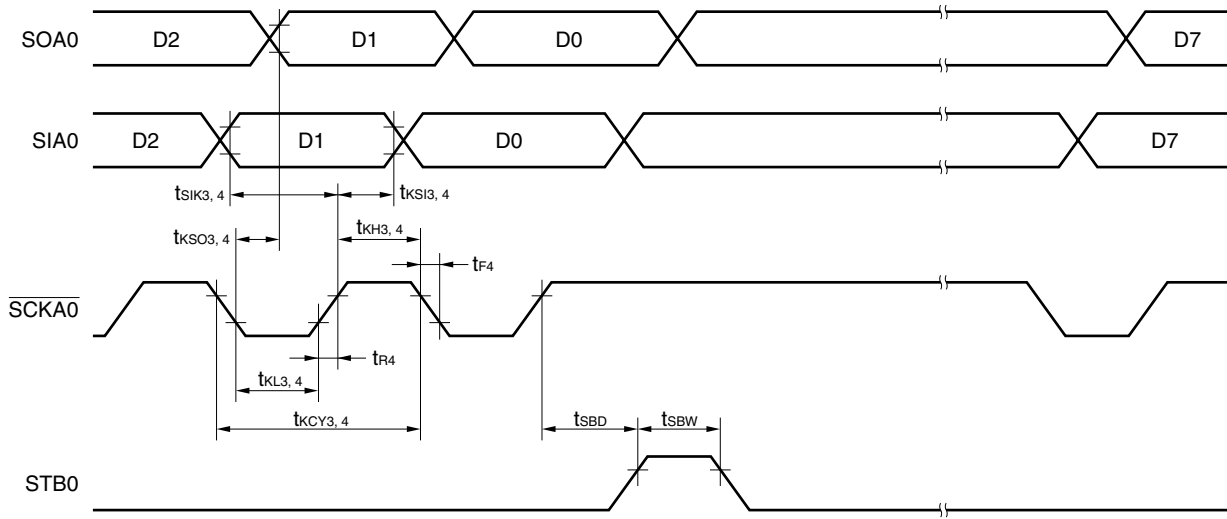 SOA0 D2 D1 D0 D7
SIA0 D2 D1 D0 D7
tSIK3, 4 tKSI3, 4
tKSO3, 4 tKH3, 4
tF4
SCKA0
tR4
tKL3, 4
tKCY3, 4 tSBD tSBW
STB0